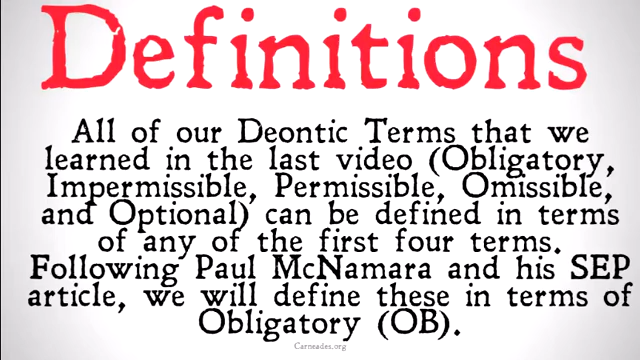 Definitions
All of our Deontic Terms that we
learned in the last video (Obligatory,
Impermissible, Permissible, Omissible,
and Optional) can be defined in terms
of any of the first four terms.
Following Paul McNamara and his SEP
article, we will define these in terms of
Obligatory (OB).
Carneades.org